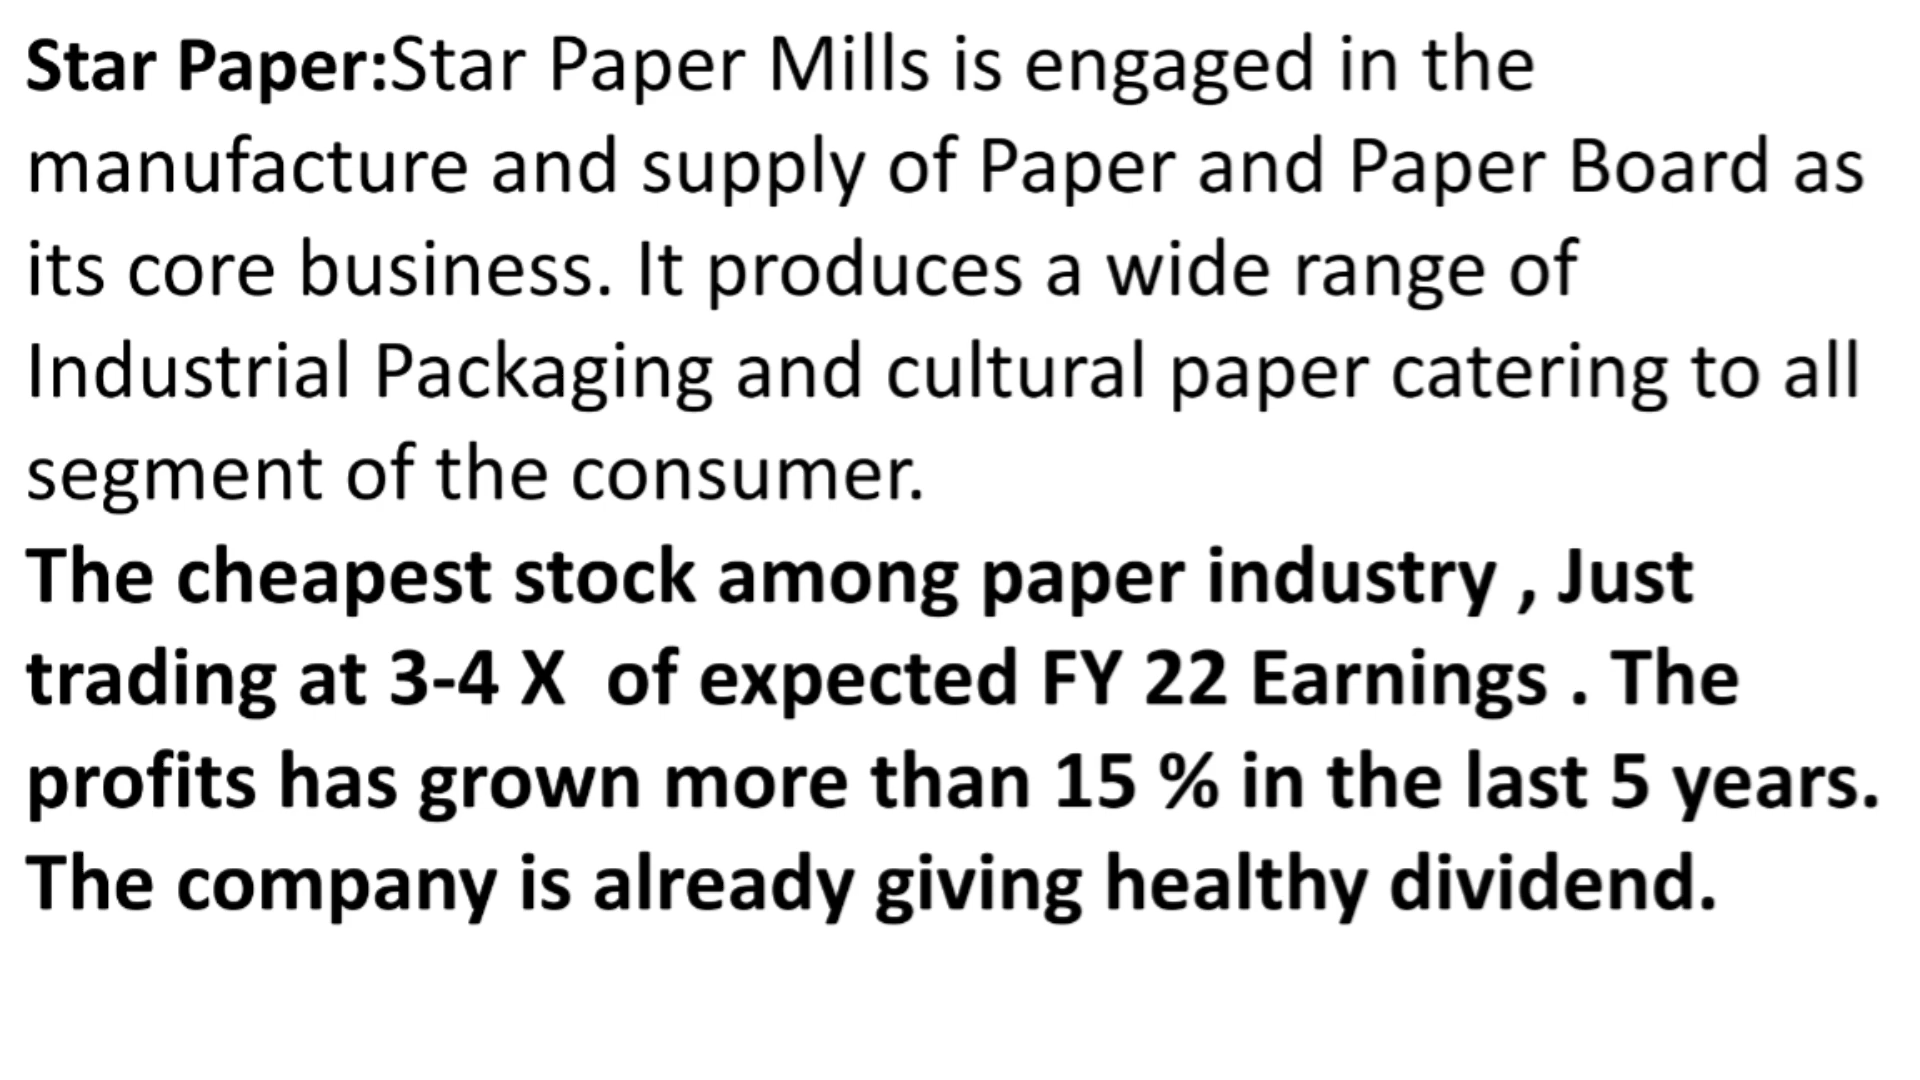 Star Paper:Star Paper Mills is engaged in the
manufacture and supply of Paper and Paper Board as
its core business. It produces a wide range of
Industrial Packaging and cultural paper catering to all
segment of the consumer.
The cheapest stock among paper industry , Just
trading at 3-4 X  of expected FY 22 Earnings . The
profits has grown more than 15 % in the last 5 years.
The company is already giving healthy dividend.